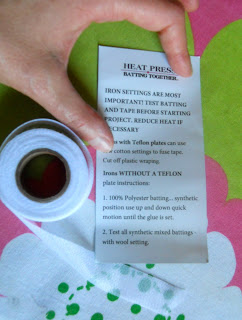 HEAT PRESS
BATTING TOGETHER.
IRON SETTINGS ARE MOST
IMPORTANT! TEST BATTING
AND TAPE BEFORE STARTING
PROJECT. REDUCE HEAT IF
NECESSARY
with Teflon plates can use
cotton settings to fuse tape.
Cut off plastic wraping.
Irons WITHOUT A TEFLON
plate instructions:
1. 100% Polyester batting... synthetic
position use up and down quick
motion until the glue is set.
2. Test all synthetic mixed battings -
with wool setting.